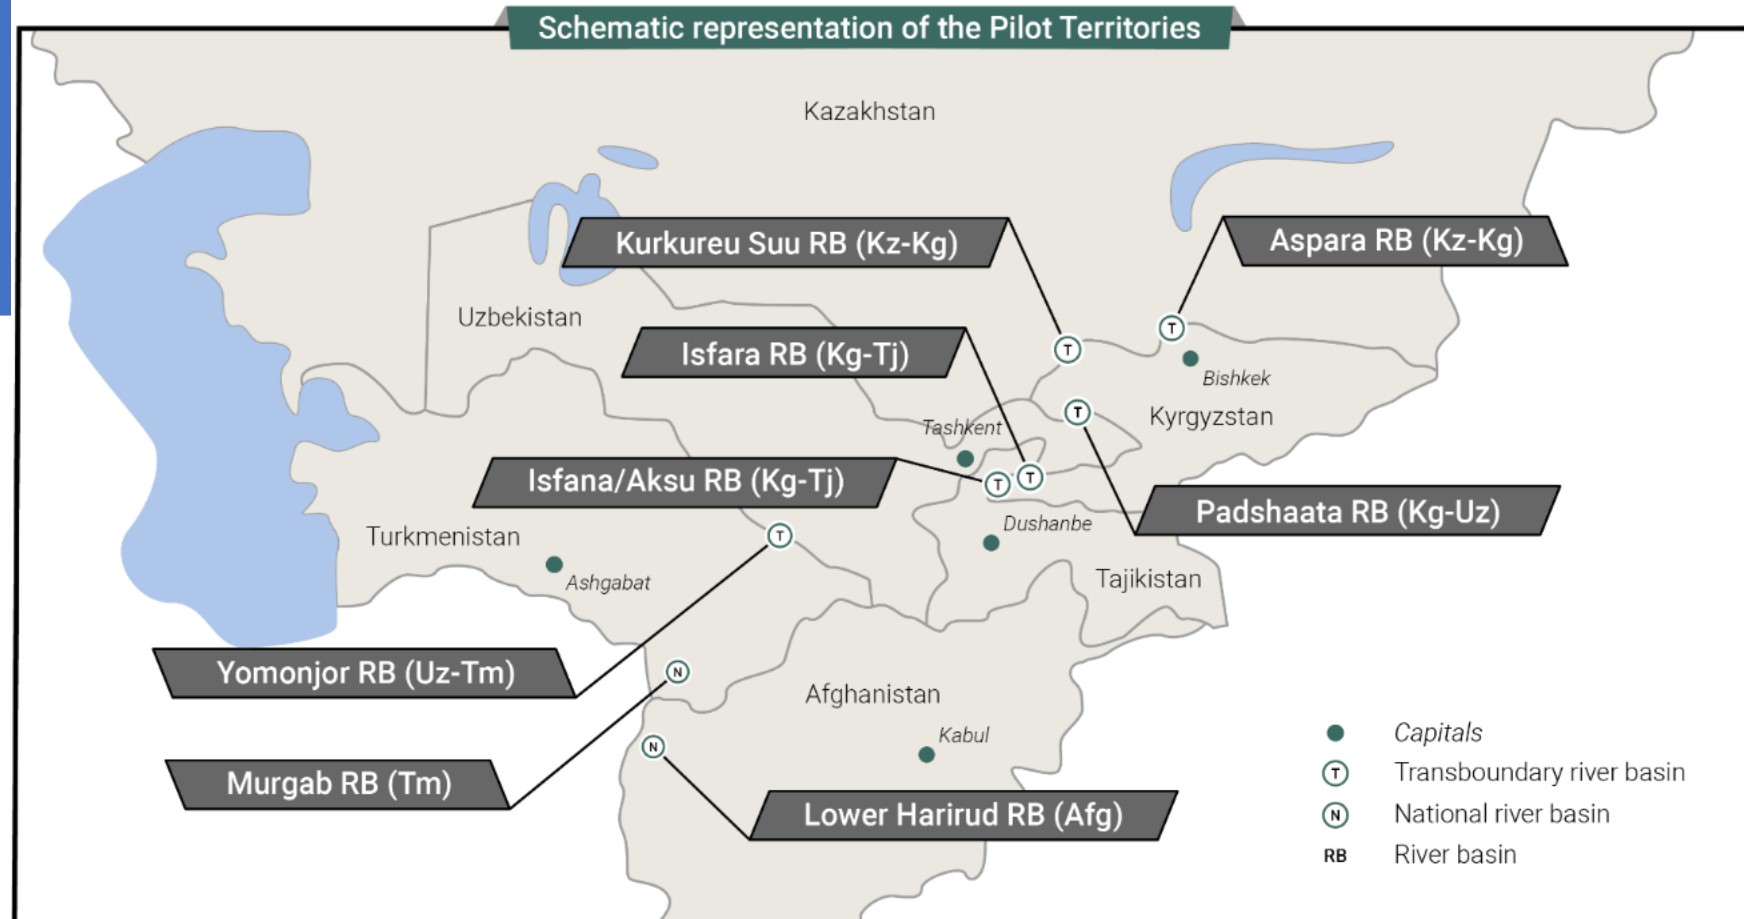 Schematic representation of the Pilot Territories
Kazakhstan
Kurkureu Suu RB (Kz-Kg)
Aspara RB (Kz-Kg)
Uzbekistan
Isfara RB (Kg-Tj)
T
T
Bishkek
T
Kyrgyzstan
Tashkent
Isfana/Aksu RB (Kg-Tj)
T
T
Padshaata RB (Kg-Uz)
Dushanbe
Turkmenistan
T
Ashgabat
Tajikistan
Yomonjor RB (Uz-Tm)
N
Afghanistan
Kabul
N
Murgab RB (Tm)
Lower Harirud RB (Afg)
Capitals
T Transboundary river basin
N National river basin
RB River basin